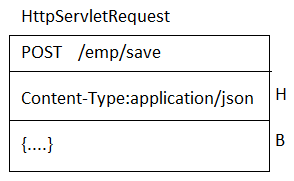 HttpServletRequest
POST /emp/save
Content-Type:application/json H
{....} B